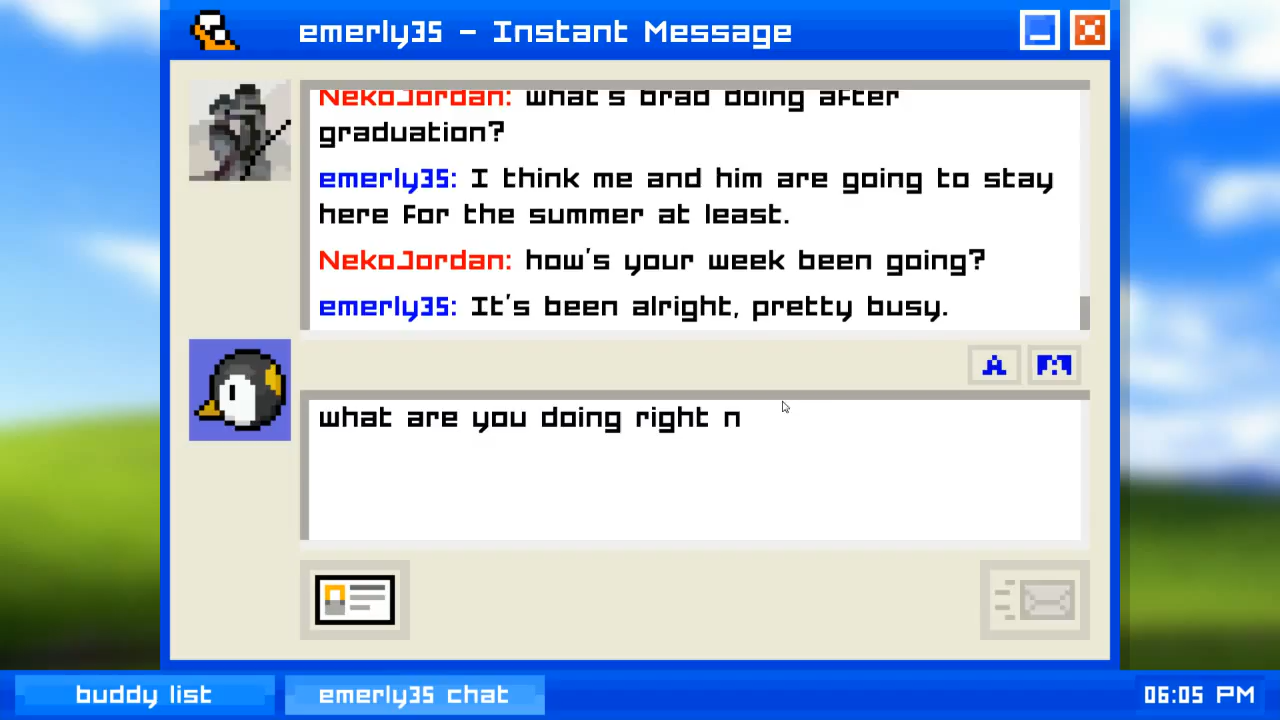 emerly35 - Instant Message
NekoJordan: what's brad doing after
graduation?
emerly35: I think me and him are going to stay
here for the summer at least.
NekoJordan: how's your week been going?
emerly35: It's been alright, pretty busy.
A
what are you doing right n
buddy list
emerly35 chat
06:05 PM